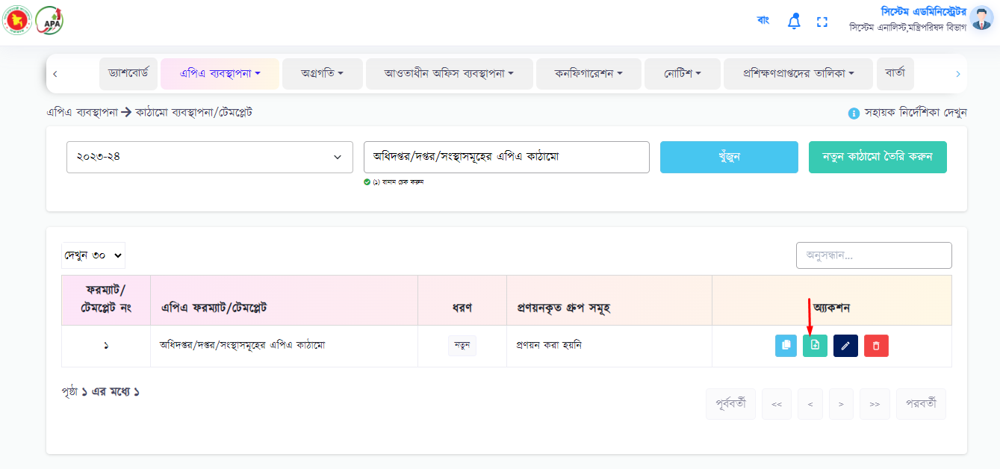 APA
বাং
সিস্টেম এডমিনিস্ট্রেটর
সিস্টেম এনালিস্ট,মন্ত্রিপরিষদ বিভাগ
ড্যাশবোর্ড
এপিএ ব্যবস্থাপনা
অগ্রগতি
আওতাধীন অফিস ব্যবস্থাপনা
কনফিগারেশন
নোটিশ
প্রশিক্ষণপ্রাপ্তদের তালিকা
বার্তা
এপিএ ব্যবস্থাপনা → কাঠামো ব্যবস্থাপনা/টেমপ্লেট
সহায়ক নির্দেশিকা দেখুন
২০২৩-২৪
অধিদপ্তর/দপ্তর/সংস্থাসমূহের এপিএ কাঠামো
খুঁজুন
নতুন কাঠামো তৈরি করুন
(১) বানান চেক করুন
দেখুন ৩০
অনুসন্ধান...
ফরম্যাট/
টেমপ্লেট নং
এপিএ ফরম্যাট/টেমপ্লেট
ধরণ
প্রণয়নকৃত গ্রুপ সমূহ
অ্যাকশন
১
অধিদপ্তর/দপ্তর/সংস্থাসমূহের এপিএ কাঠামো
নতুন
প্রণয়ন করা হয়নি
পৃষ্ঠা ১ এর মধ্যে ১
পূর্ববর্তী
<<
<
>
>>
পরবর্তী